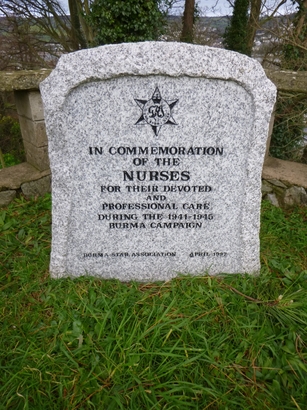 IN COMMEMORATION
OF THE
NURSES
FOR THEIR DEVOTED
AND
PROFESSIONAL CARE
DURING THE 1941-1945
BURMA CAMPAIGN
BURMA STAR ASSOCIATION APRIL